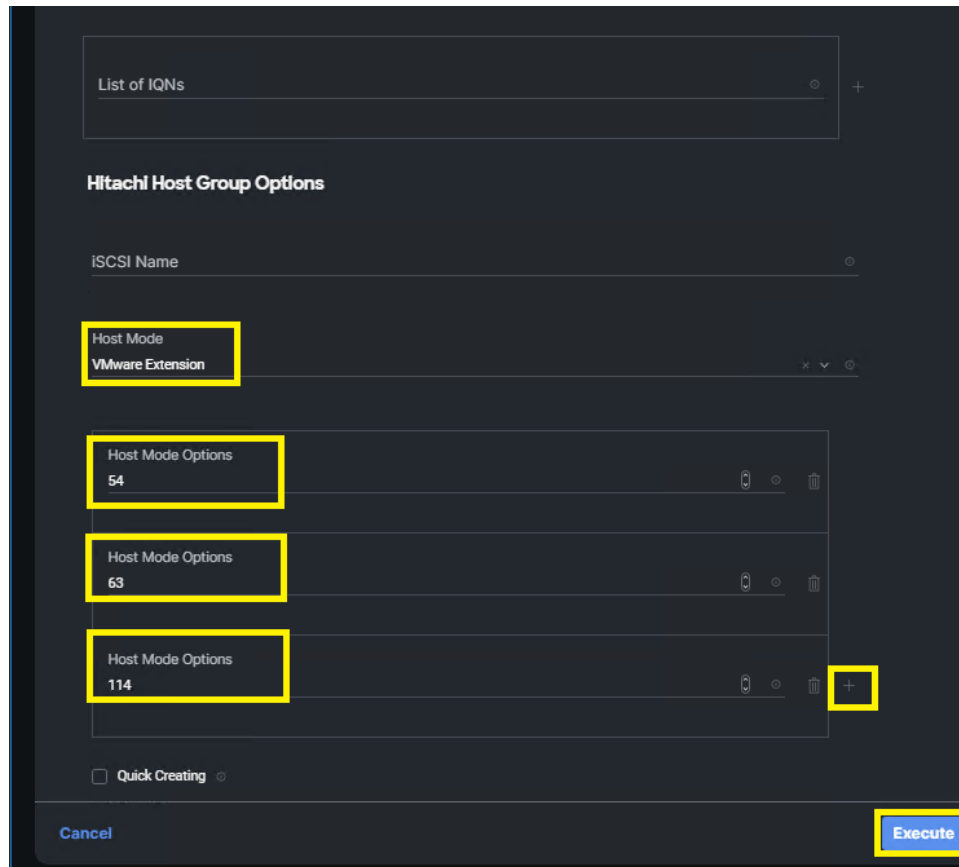 List of IQNs
Hitachi Host Group Options
iSCSI Name
Host Mode
VMware Extension
Host Mode Options
54
Host Mode Options
63
Host Mode Options
114
Quick Creating
Cancel
Execute